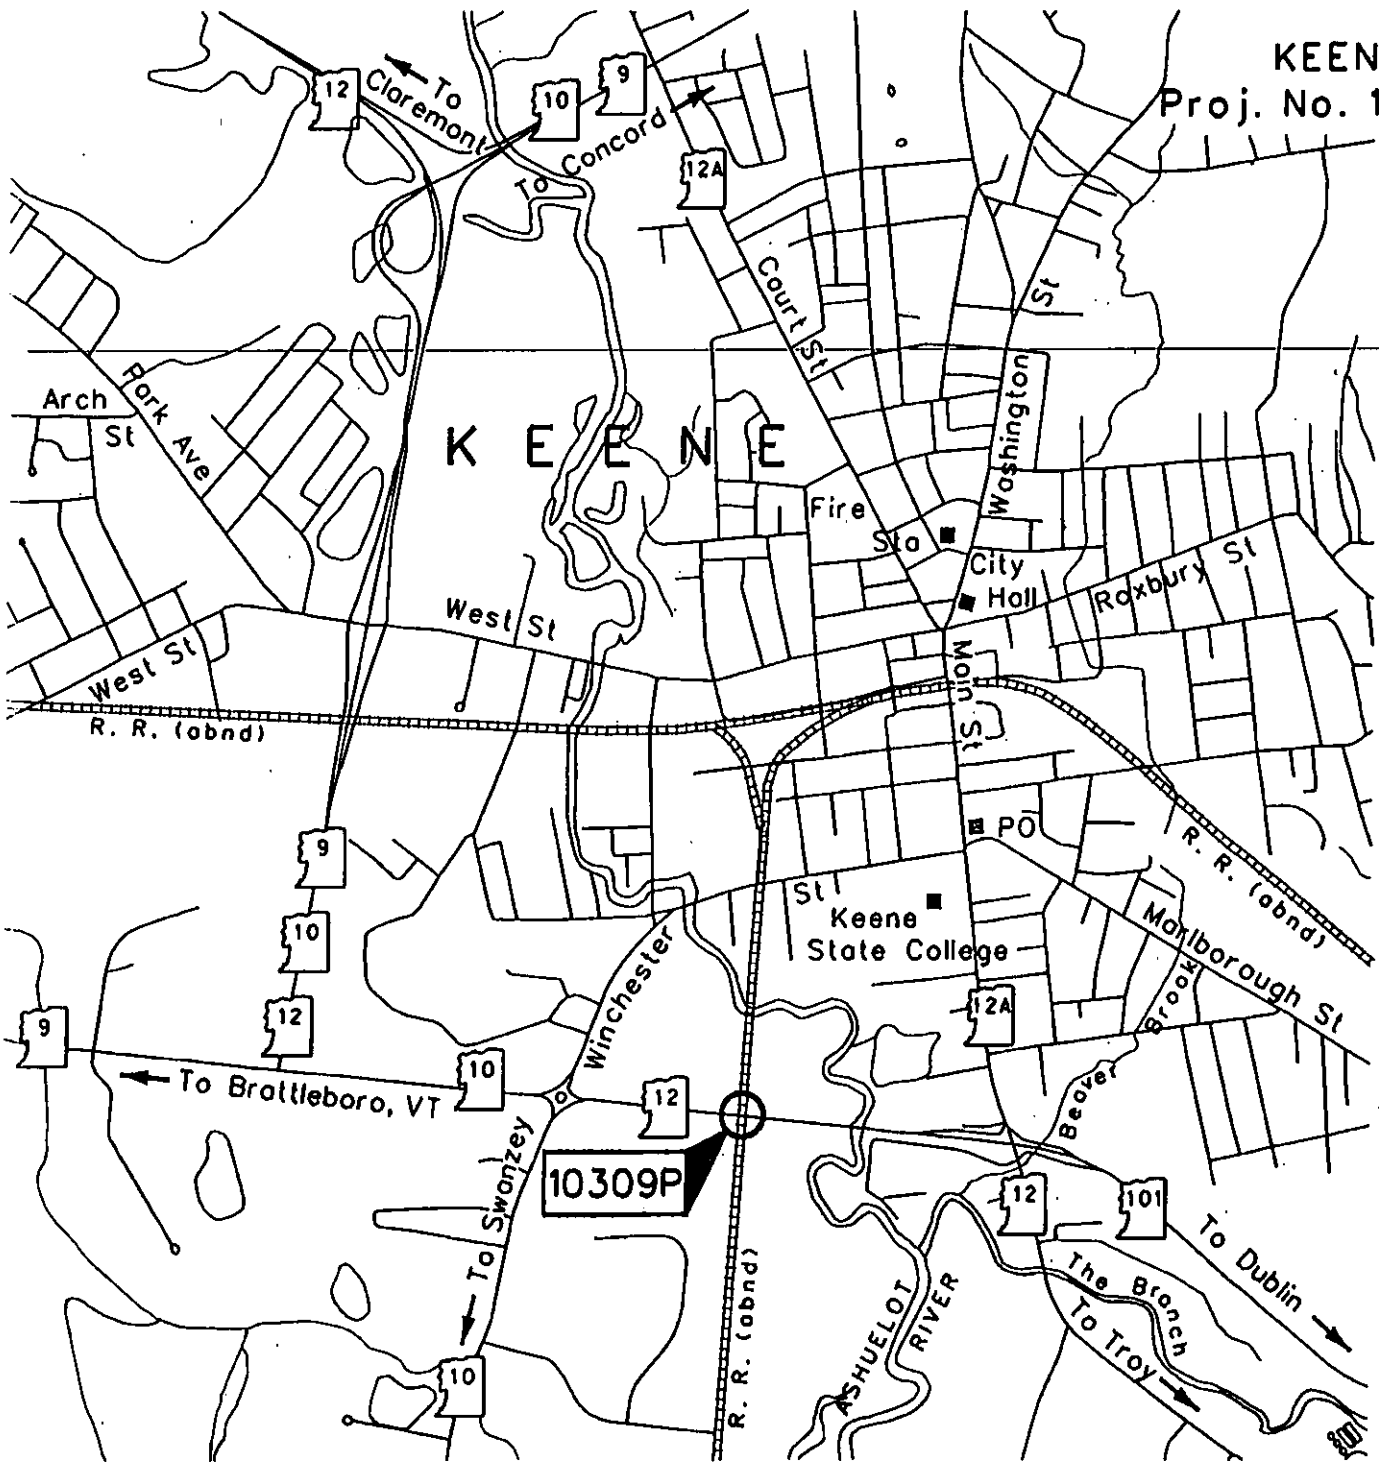 KEEN
Proj. No. 1
12
To
Claremont
10
9
To Concord
12A
Court St
St
Washington
Park Ave
Arch
St
KEENE
Fire
Sta
City
Hall
Roxbury St
West St
West St
Main St
R. R. (abnd)
9
PO
R. R. (abnd)
St
Keene
State College
Marlborough St
10
Winchester
12A
Brook
12
9
10
To Brattleboro, VT
12
Beaver
10309P
To Swanzey
12
101
To Dublin
The Branch
To Troy
ASHUELOT
RIVER
R. R. (abnd)
10